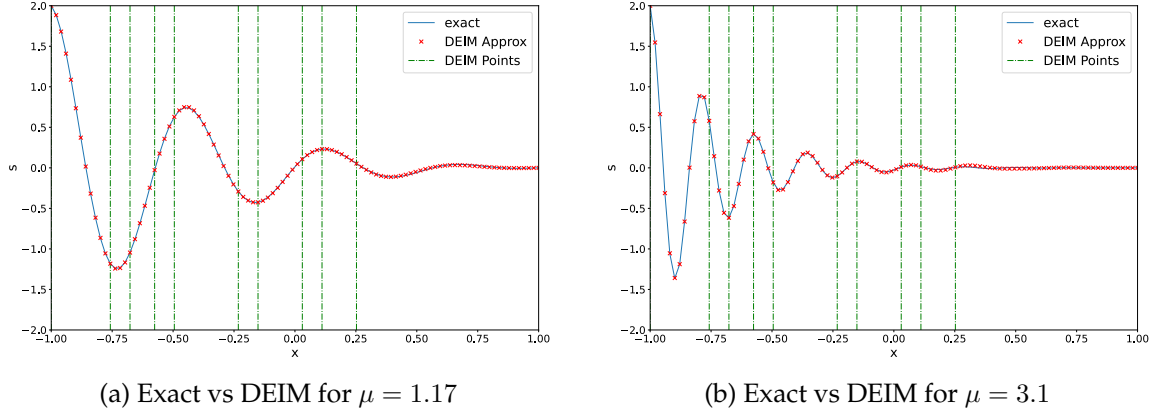 2.0
1.5
1.0
0.5
0.0
−0.5
−1.0
−1.5
−2.0
s
−1.00 −0.75 −0.50 −0.25 0.00 0.25 0.50 0.75 1.00
x
exact
DEIM Approx
DEIM Points
(a) Exact vs DEIM for μ = 1.17
2.0
1.5
1.0
0.5
0.0
−0.5
−1.0
−1.5
−2.0
s
−1.00 −0.75 −0.50 −0.25 0.00 0.25 0.50 0.75 1.00
x
exact
DEIM Approx
DEIM Points
(b) Exact vs DEIM for μ = 3.1